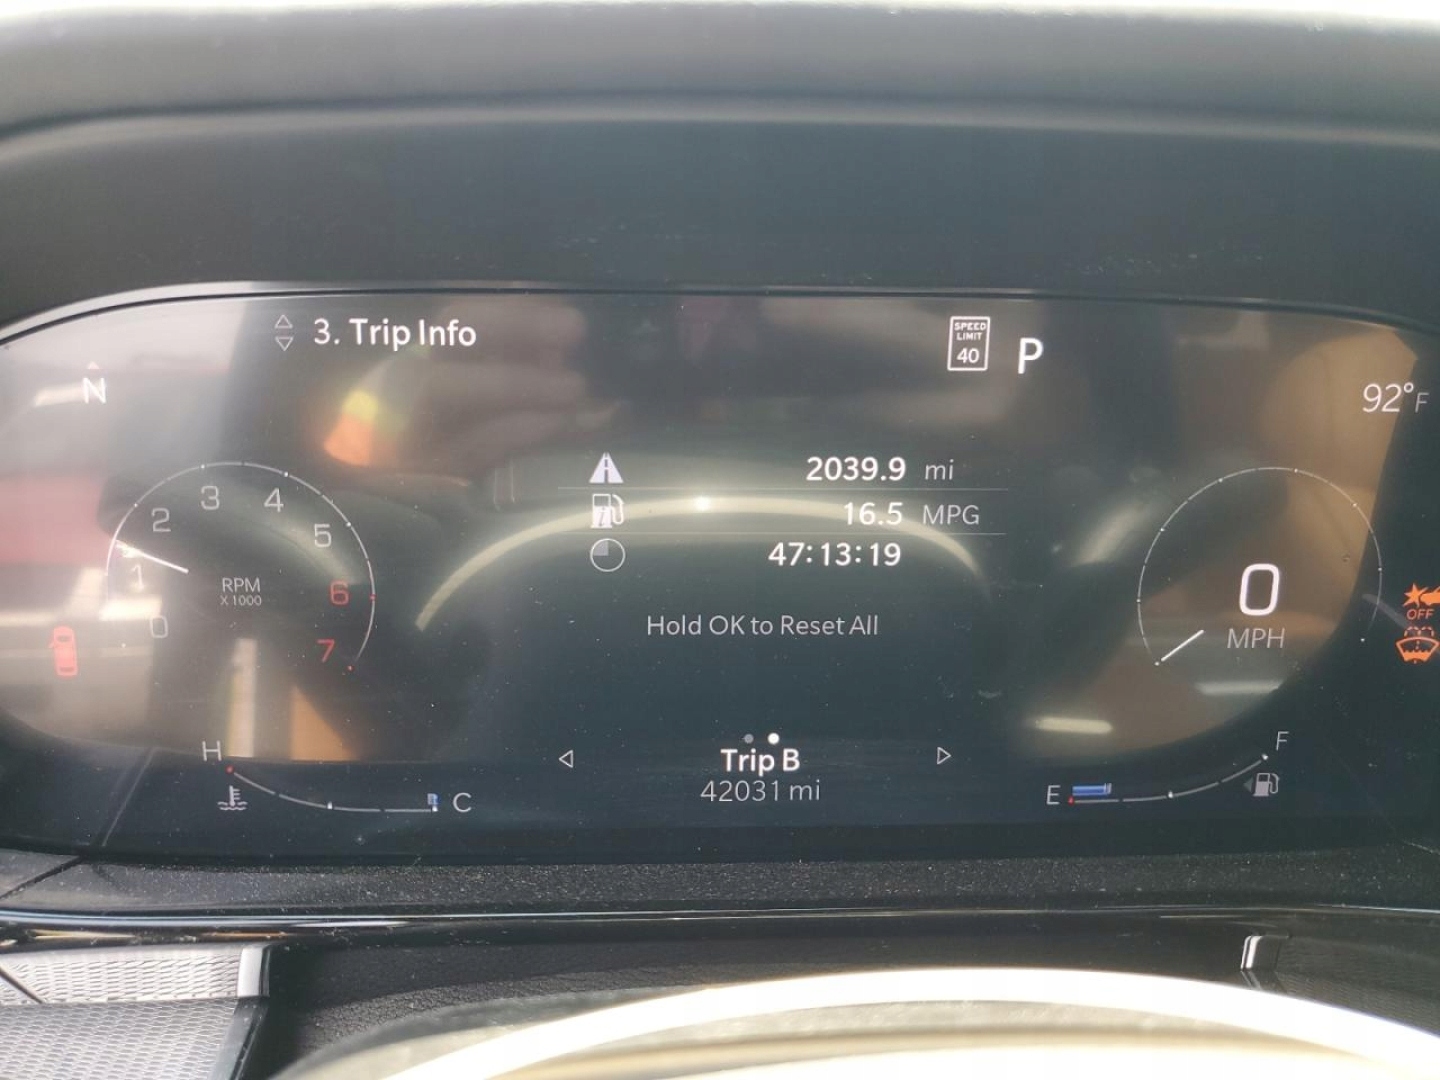 3. Trip Info
SPEED
LIMIT
40
P
N
92°F
2039.9 mi
16.5 MPG
47:13:19
Hold OK to Reset All
0
1
2
3
4
5
6
7
RPM
X 1000
0
MPH
OFF
H
C
Trip B
42031 mi
E
F